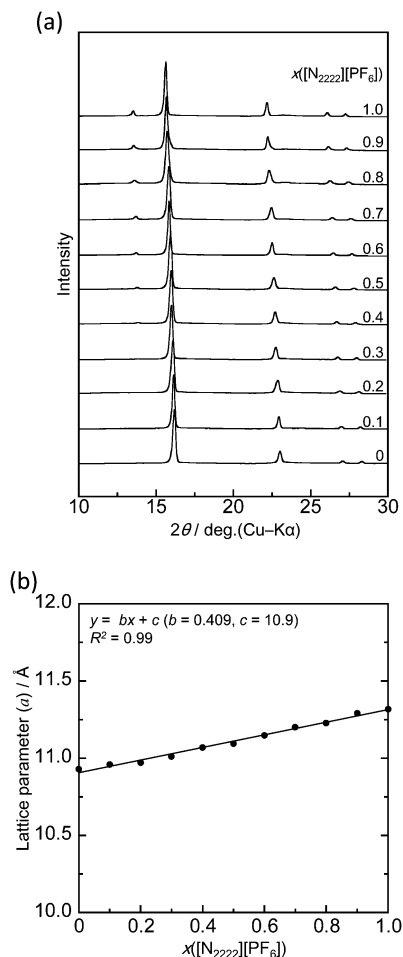 (a)
x([N2222][PF6])
1.0
0.9
0.8
0.7
0.6
0.5
0.4
0.3
0.2
0.1
0
Intensity
10 15 20 25 30
2θ / deg.(Cu–Kα)
(b)
12.0
y = bx + c (b = 0.409, c = 10.9)
R² = 0.99
11.5
11.0
10.5
10.0
Lattice parameter (a) / Å
0 0.2 0.4 0.6 0.8 1.0
x([N2222][PF6])